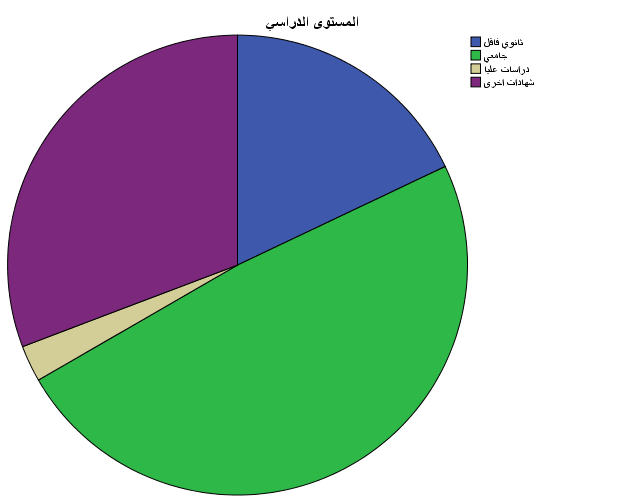 المستوى الدراسي
ثانوي فاقل
جامعي
دراسات عليا
شهادات اخرى